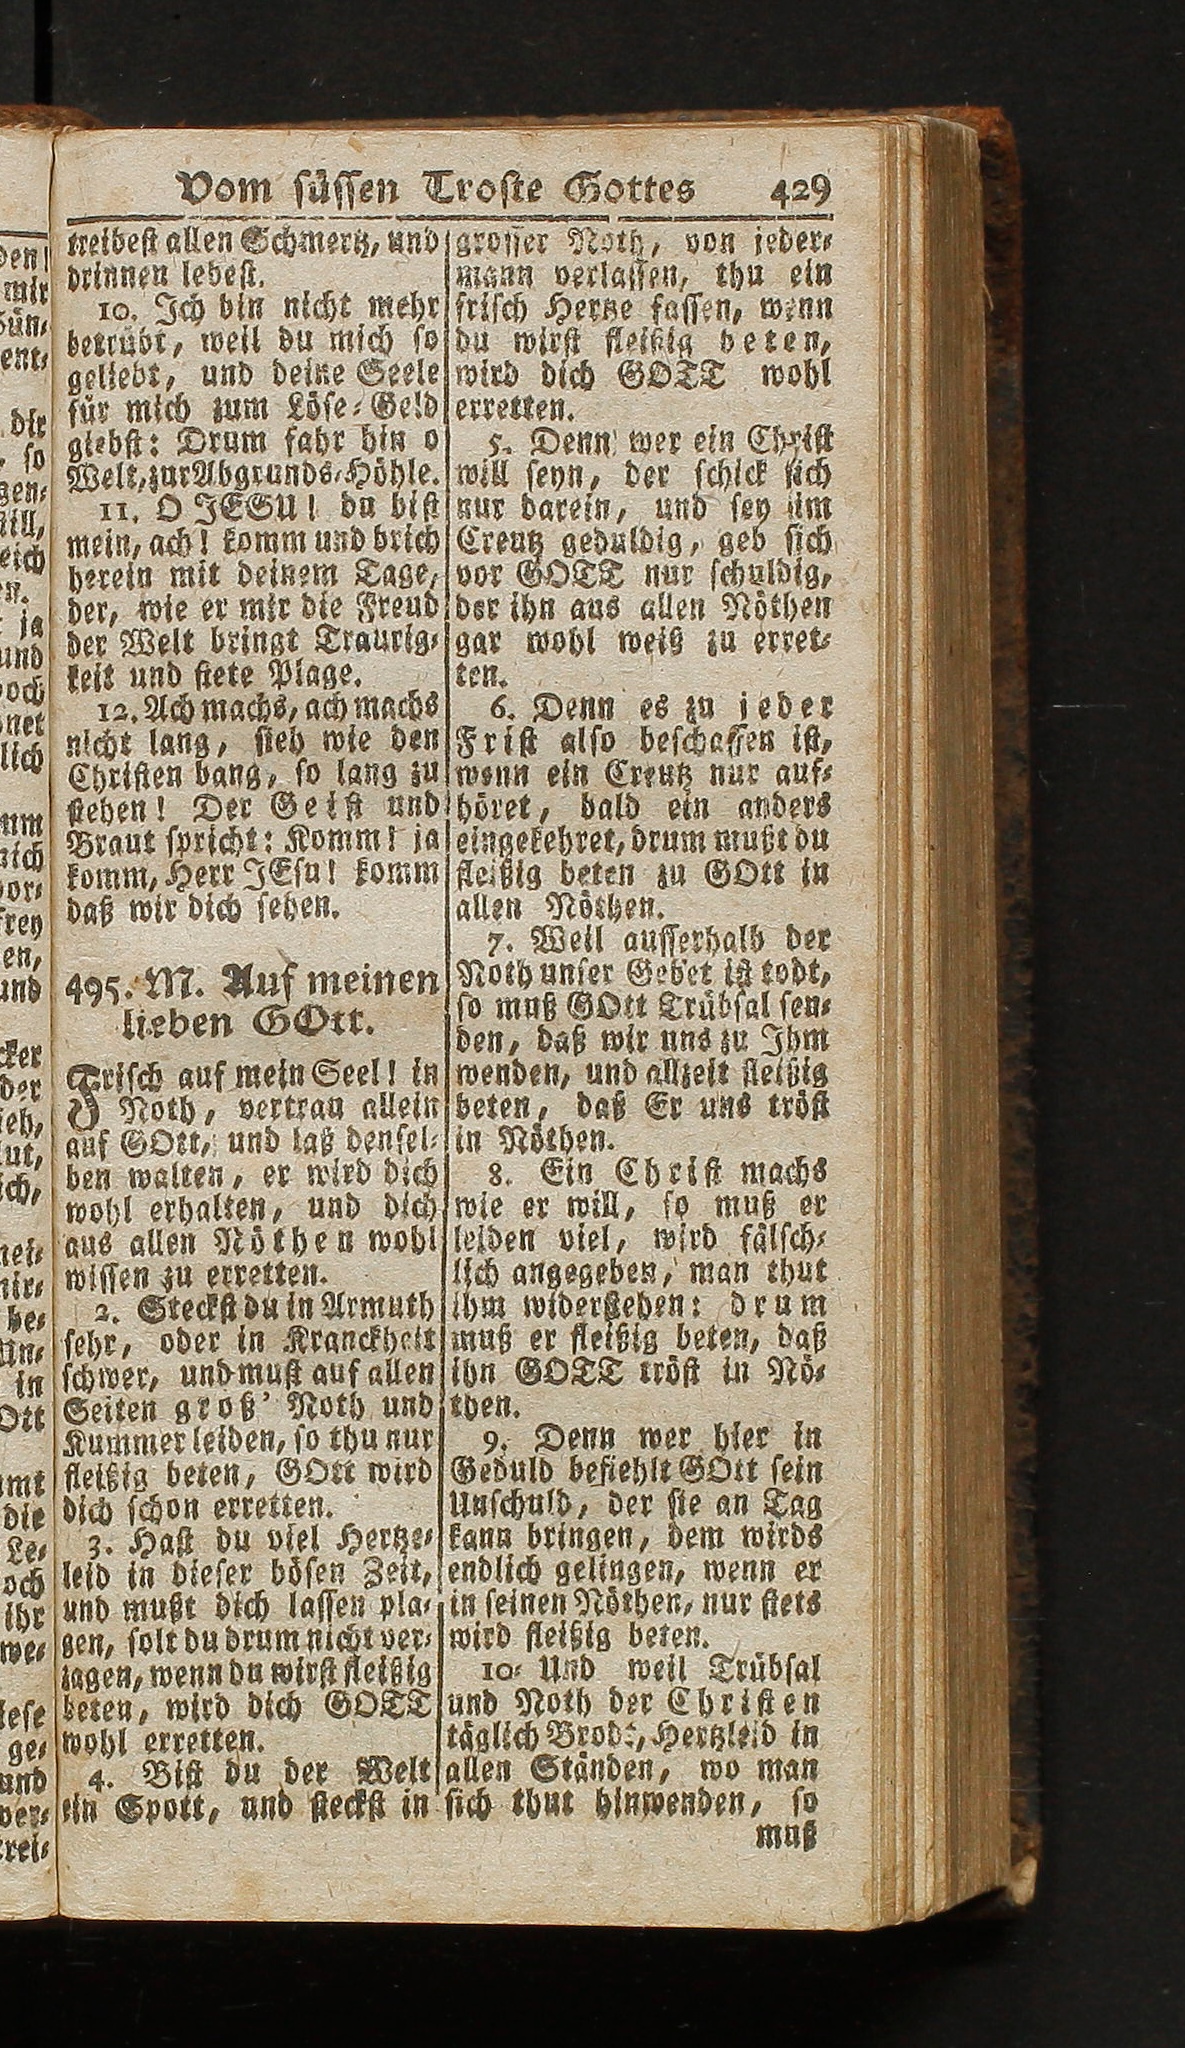 Vom süssen Troste Gottes 429
treibest allen Schmertz, und
drinnen lebest.
10. Ich bin nicht mehr
betrübt, weil du mich so
geliebt, und deine Seele
für mich zum Löse-Geld
giebst: Drum fahr hin o
Welt, zur Abgrunds-Höhle.
11. O JESU! du bist
mein, ach! komm und brich
herein mit deinem Tage,
der, wie er mir die Freud
der Welt bringt Traurig-
keit und stete Plage.
12. Ach machs, ach machs
nicht lang, sieh wie den
Christen bang, so lang zu
stehen! Der Geist und
Braut spricht: Komm! ja
komm, Herr JEsu! komm
daß wir dich sehen.
495. M. Auf meinen
lieben GOtt.
Frisch auf mein Seel! in
Noth, vertrau allein
auf GOtt, und laß densel-
ben walten, er wird dich
wohl erhalten, und dich
aus allen Nöthen wohl
wissen zu erretten.
2. Steckst du in Armuth
sehr, oder in Kranckheit
schwer, und must auf allen
Seiten groß' Noth und
Kummer leiden, so thu nur
fleißig beten, GOtt wird
dich schon erretten.
3. Hast du viel Hertze-
leid in dieser bösen Zeit,
und mußt dich lassen pla-
gen, solt du drum nicht ver-
zagen, wenn du wirst fleißig
beten, wird dich GOTT
wohl erretten.
4. Bist du der Welt
ein Spott, und steckst in
grosser Noth, von jeder-
mann verlassen, thu ein
frisch Hertze fassen, wenn
du wirst fleißig beten,
wird dich GOTT wohl
erretten.
5. Denn wer ein Christ
will seyn, der schick sich
nur darein, und sey im
Creutz geduldig, geb sich
vor GOTT nur schuldig,
der ihn aus allen Nöthen
gar wohl weiß zu erret-
ten.
6. Denn es zu jeder
Frist also beschaffen ist,
wenn ein Creutz nur auf-
höret, bald ein anders
eingekehret, drum mußt du
fleißig beten zu GOtt in
allen Nöthen.
7. Weil ausserhalb der
Noth unser Gebet ist todt,
so muß GOtt Trübsal sen-
den, daß wir uns zu Ihm
wenden, und allzeit fleißig
beten, daß Er uns tröst
in Nöthen.
8. Ein Christ machs
wie er will, so muß er
leiden viel, wird fälsch-
lich angegeben, man thut
ihm widerstehen: drum
muß er fleißig beten, daß
ihn GOTT tröst in Nö-
then.
9. Denn wer hier in
Geduld befiehlt GOtt sein
Unschuld, der sie an Tag
kann bringen, dem wirds
endlich gelingen, wenn er
in seinen Nöthen, nur stets
wird fleißig beten.
10. Und weil Trübsal
und Noth der Christen
täglich Brodt, Hertzleid in
allen Ständen, wo man
sich thut hinwenden, so
muß